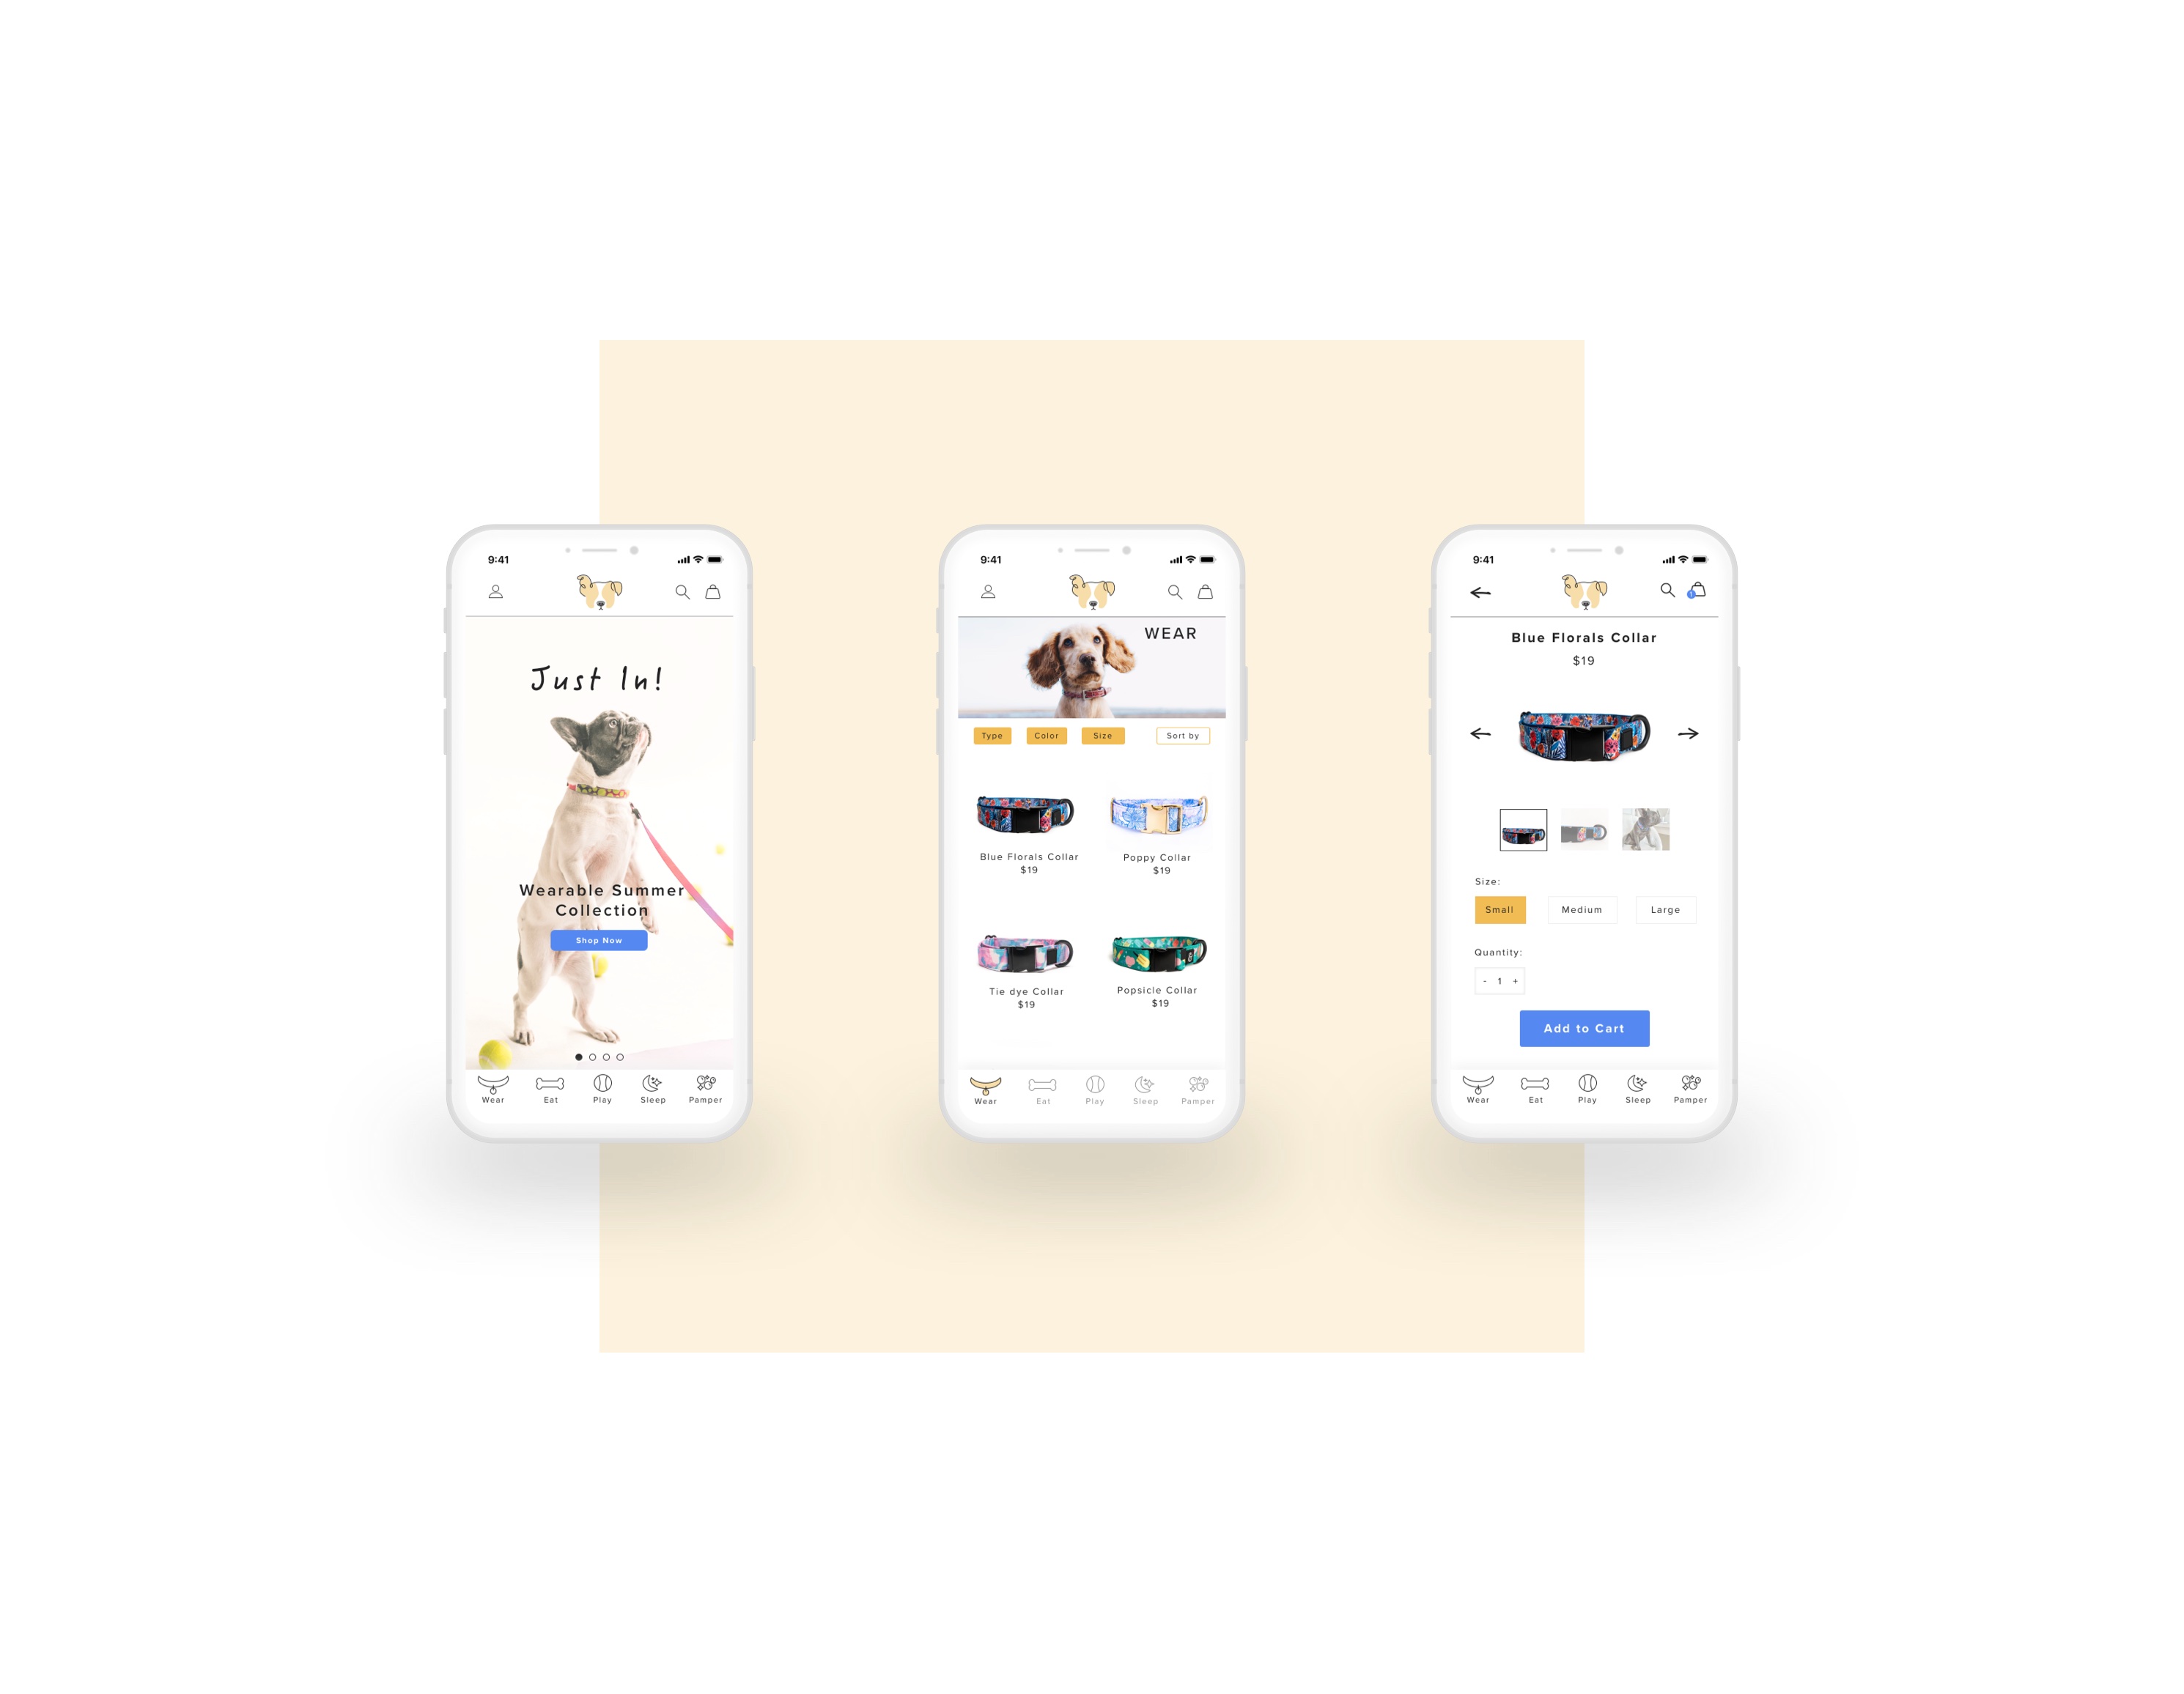 9:41
Just In!
Wearable Summer
Collection
Shop Now
Wear Eat Play Sleep Pamper
9:41
WEAR
Type Color Size Sort by
Blue Florals Collar
$19
Poppy Collar
$19
Tie dye Collar
$19
Popsicle Collar
$19
Wear Eat Play Sleep Pamper
9:41
1
Blue Florals Collar
$19
Size:
Small Medium Large
Quantity:
- 1 +
Add to Cart
Wear Eat Play Sleep Pamper